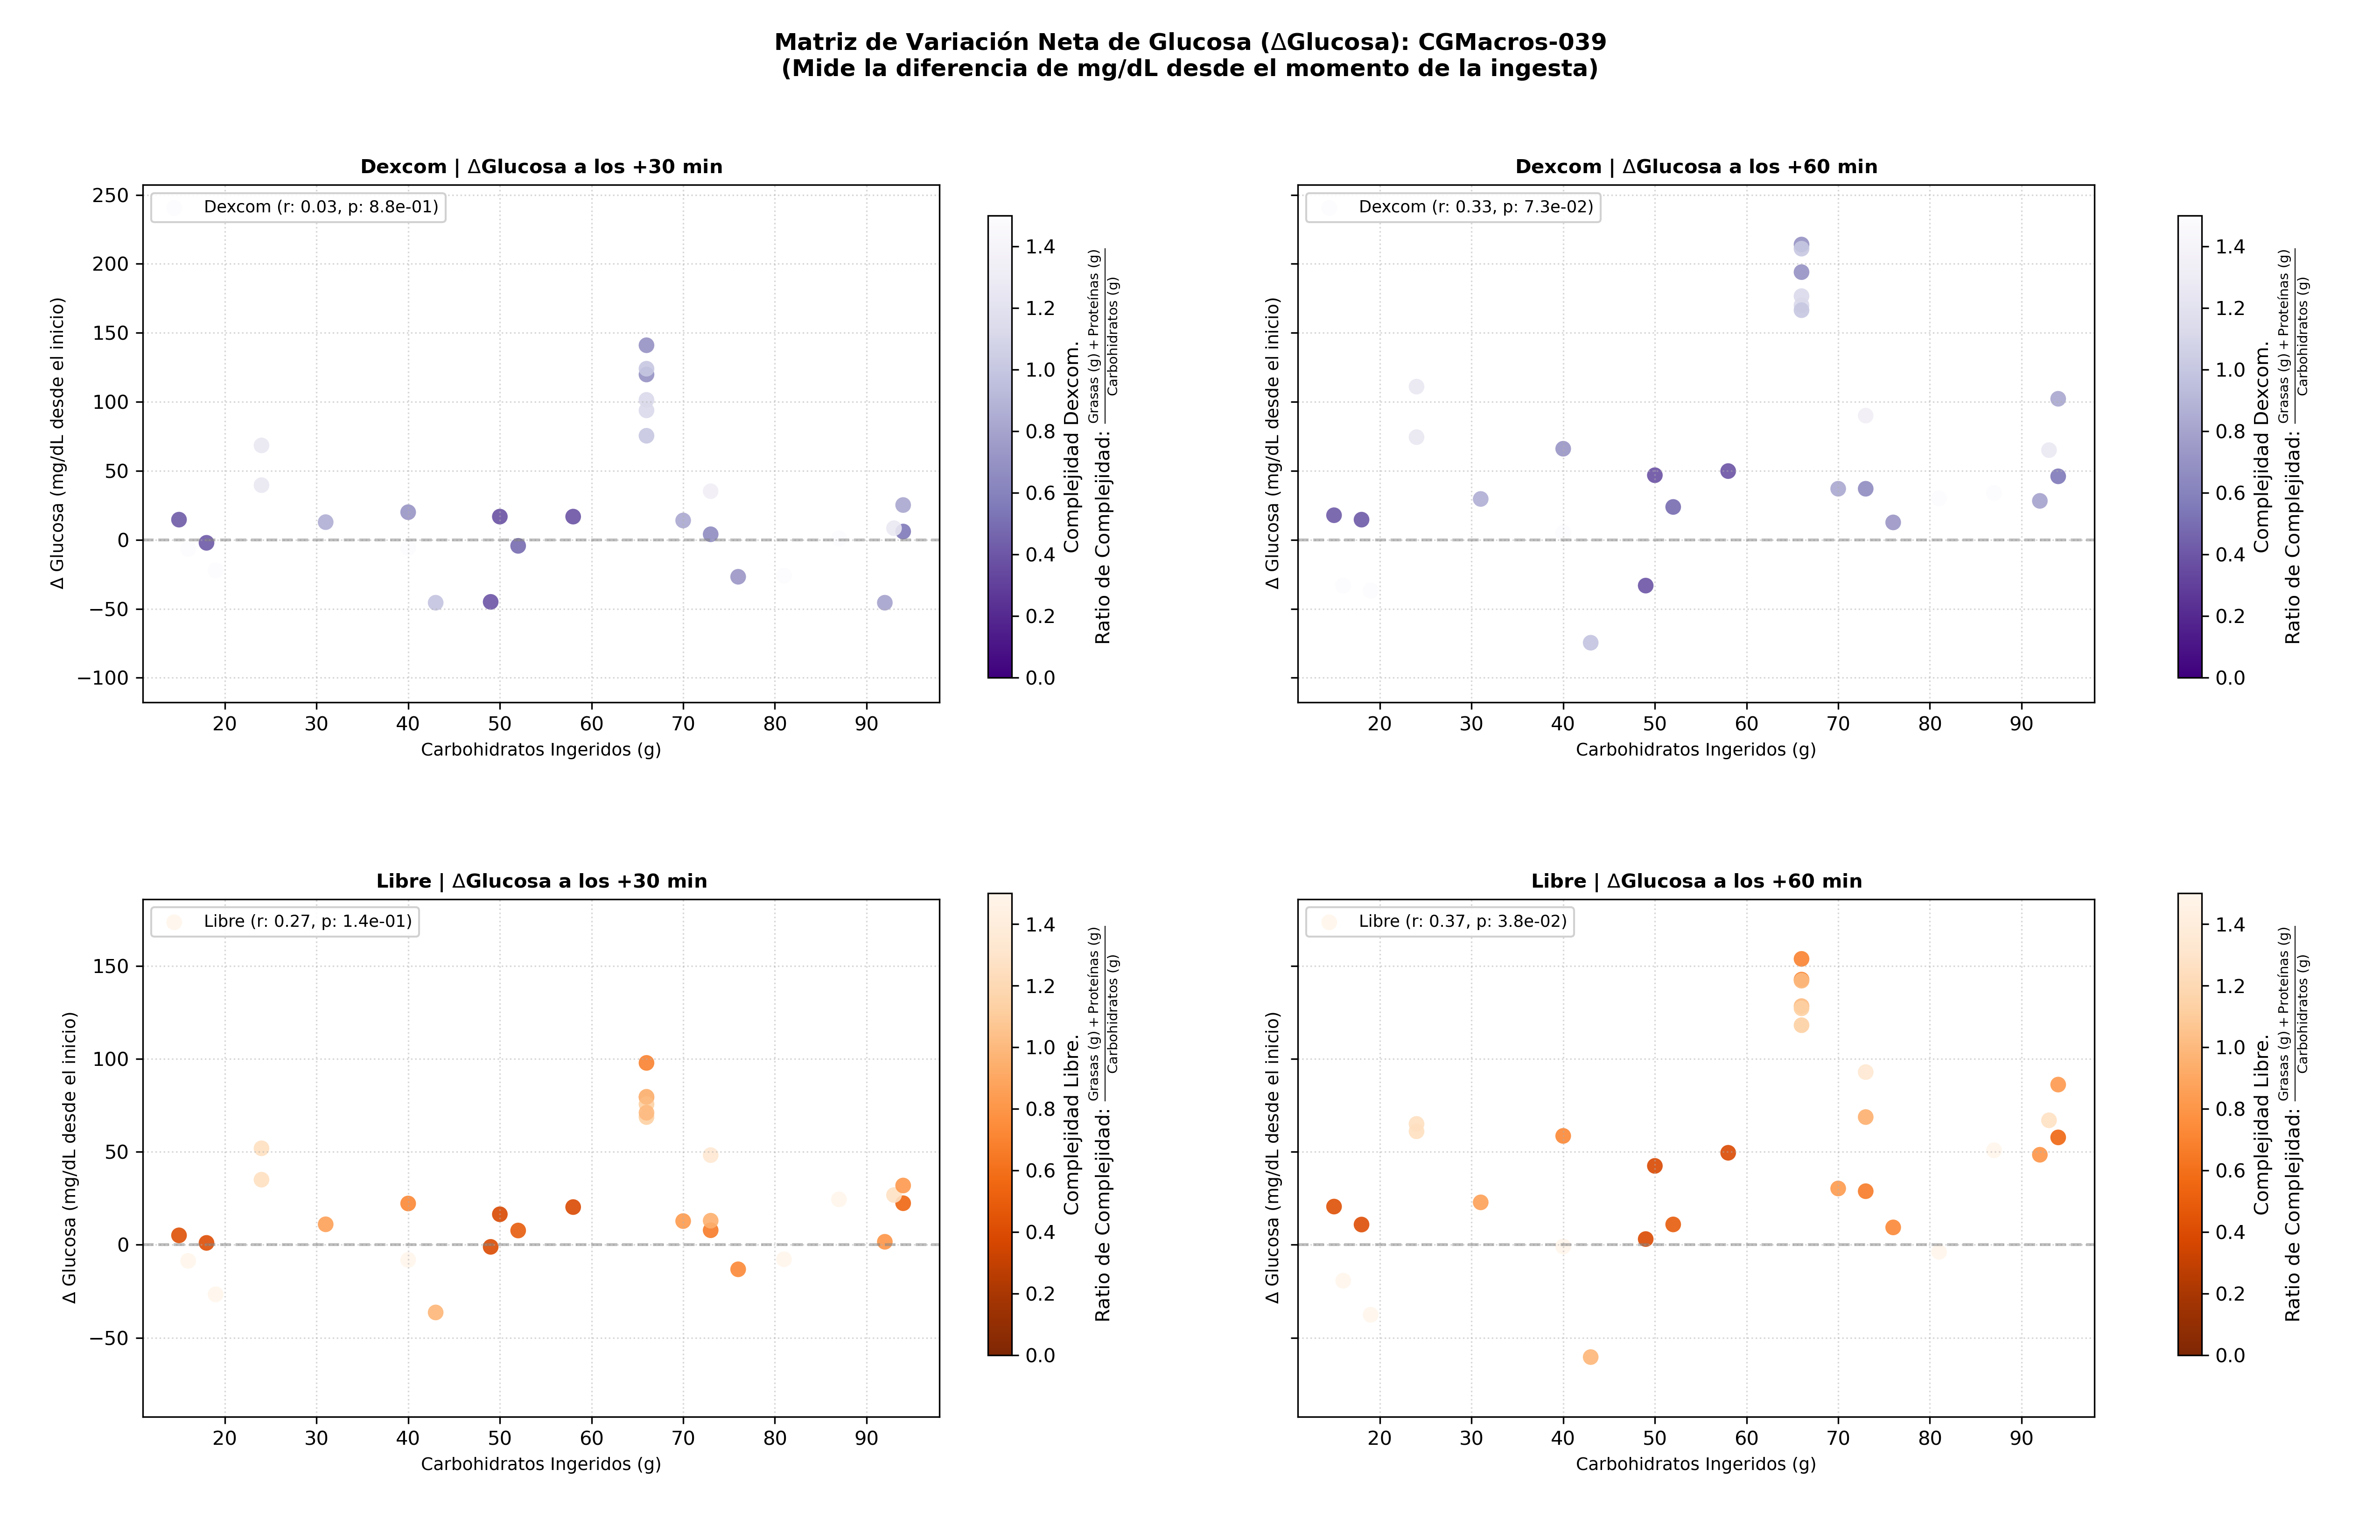 Matriz de Variación Neta de Glucosa (ΔGlucosa): CGMacros-039
(Mide la diferencia de mg/dL desde el momento de la ingesta)
Dexcom | ΔGlucosa a los +30 min
Dexcom (r: 0.03, p: 8.8e-01)
Δ Glucosa (mg/dL desde el inicio)
250
200
150
100
50
0
−50
−100
20 30 40 50 60 70 80 90
Carbohidratos Ingeridos (g)
1.4
1.2
1.0
0.8
0.6
0.4
0.2
0.0
Complejidad Dexcom.
Ratio de Complejidad: Grasas (g) + Proteínas (g)
Carbohidratos (g)
Dexcom | ΔGlucosa a los +60 min
Dexcom (r: 0.33, p: 7.3e-02)
Δ Glucosa (mg/dL desde el inicio)
20 30 40 50 60 70 80 90
Carbohidratos Ingeridos (g)
1.4
1.2
1.0
0.8
0.6
0.4
0.2
0.0
Complejidad Dexcom.
Ratio de Complejidad: Grasas (g) + Proteínas (g)
Carbohidratos (g)
Libre | ΔGlucosa a los +30 min
Libre (r: 0.27, p: 1.4e-01)
Δ Glucosa (mg/dL desde el inicio)
150
100
50
0
−50
20 30 40 50 60 70 80 90
Carbohidratos Ingeridos (g)
1.4
1.2
1.0
0.8
0.6
0.4
0.2
0.0
Complejidad Libre.
Ratio de Complejidad: Grasas (g) + Proteínas (g)
Carbohidratos (g)
Libre | ΔGlucosa a los +60 min
Libre (r: 0.37, p: 3.8e-02)
Δ Glucosa (mg/dL desde el inicio)
20 30 40 50 60 70 80 90
Carbohidratos Ingeridos (g)
1.4
1.2
1.0
0.8
0.6
0.4
0.2
0.0
Complejidad Libre.
Ratio de Complejidad: Grasas (g) + Proteínas (g)
Carbohidratos (g)